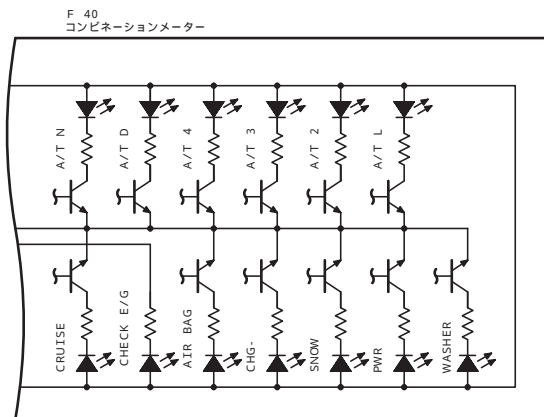 F 40
コンビネーションメーター
A/T N
A/T D
A/T 4
A/T 3
A/T 2
A/T L
CRUISE
CHECK E/G
AIR BAG
CHG-
SNOW
PWR
WASHER